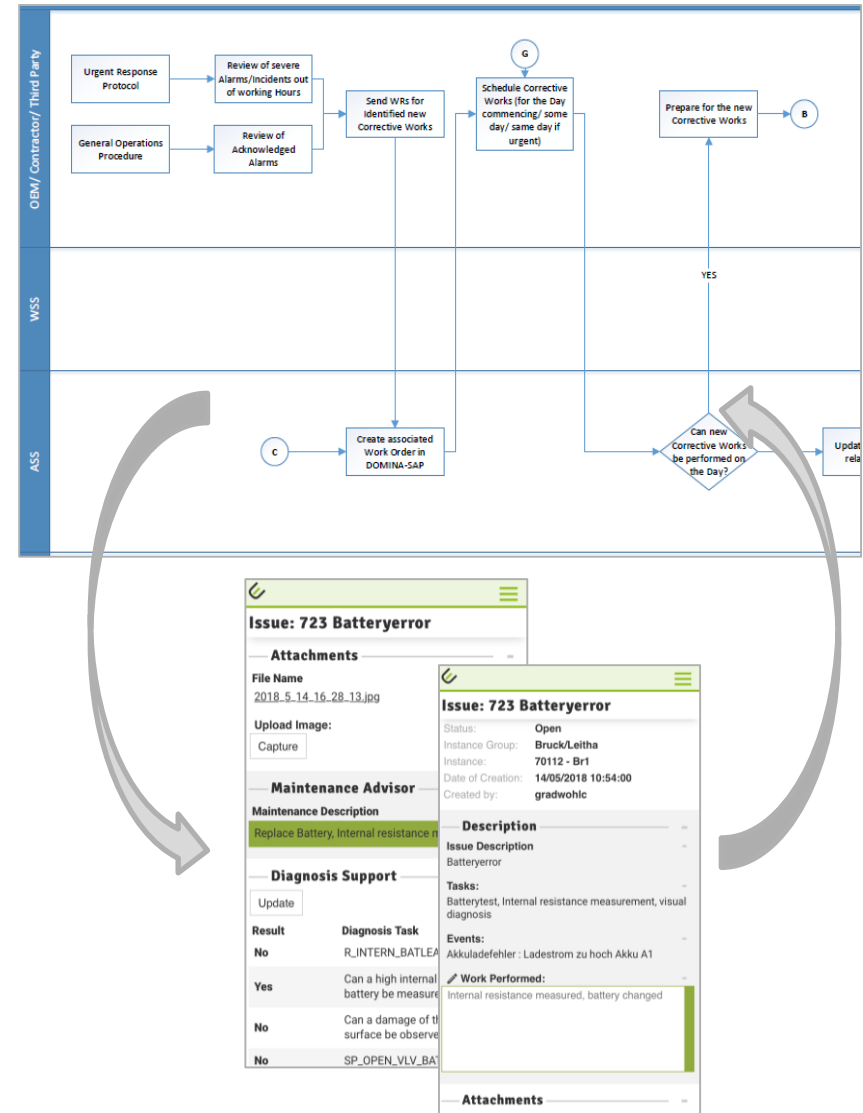 OEM/ Contractor/ Third Party
Urgent Response
Protocol
Review of severe
Alarms/Incidents out
of working Hours
General Operations
Procedure
Review of
Acknowledged
Alarms
Send WRs for
Identified new
Corrective Works
G
Schedule Corrective
Works (for the Day
commencing/ some
day/ same day if
urgent)
Prepare for the new
Corrective Works
B
WSS
YES
ASS
C
Create associated
Work Order in
DOMINA-SAP
Can new
Corrective Works
be performed on
the Day?
Issue: 723 Batteryerror
Attachments
File Name
2018_5_14_16_28_13.jpg
Upload Image:
Capture
Maintenance Advisor
Maintenance Description
Replace Battery, Internal resistance
Diagnosis Support
Update
Result Diagnosis Task
No R_INTERN_BATLEA
Yes Can a high internal
battery be measure
No Can a damage of
surface be observe
No SP_OPEN_VLV_BA
Issue: 723 Batteryerror
Status: Open
Instance Group: Bruck/Leitha
Instance: 70112 - Br1
Date of Creation: 14/05/2018 10:54:00
Created by: gradwohlc
Description
Issue Description
Batteryerror
Tasks:
Batterytest, Internal resistance measurement, visual
diagnosis
Events:
Akkuladefehler : Ladestrom zu hoch Akku A1
Work Performed:
Internal resistance measured, battery changed
Attachments